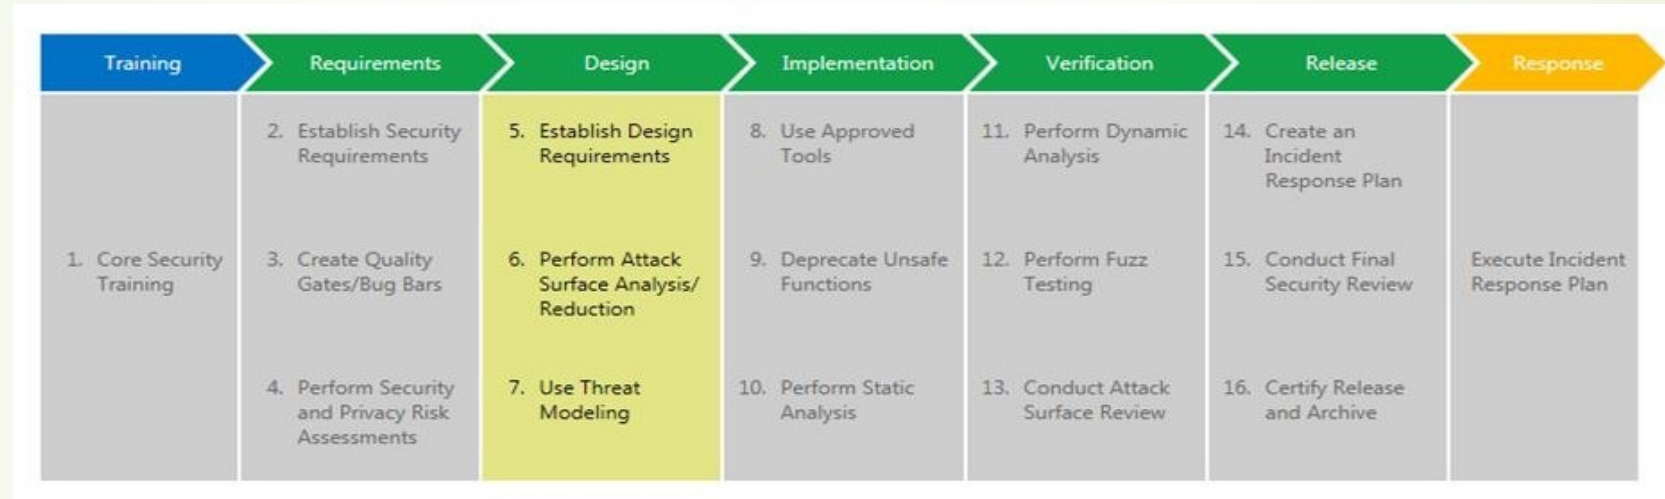 Training
Requirements
Design
Implementation
Verification
Release
Response
1. Core Security
Training
2. Establish Security
Requirements
3. Create Quality
Gates/Bug Bars
4. Perform Security
and Privacy Risk
Assessments
5. Establish Design
Requirements
6. Perform Attack
Surface Analysis/
Reduction
7. Use Threat
Modeling
8. Use Approved
Tools
9. Deprecate Unsafe
Functions
10. Perform Static
Analysis
11. Perform Dynamic
Analysis
12. Perform Fuzz
Testing
13. Conduct Attack
Surface Review
14. Create an
Incident
Response Plan
15. Conduct Final
Security Review
16. Certify Release
and Archive
Execute Incident
Response Plan